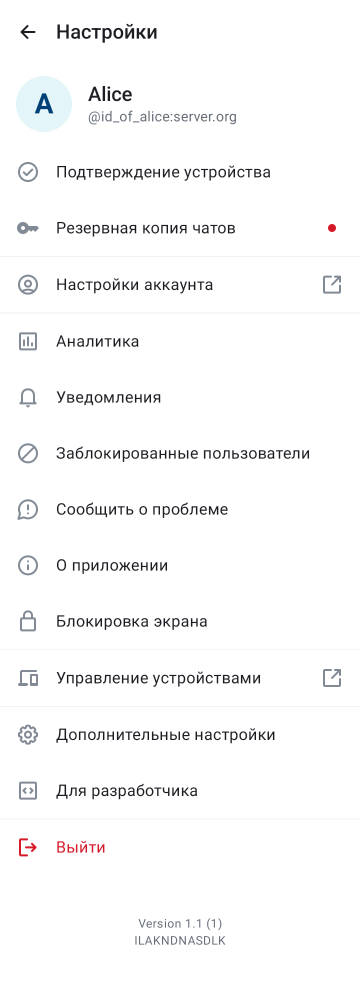 Настройки
A
Alice
@id_of_alice:server.org
Подтверждение устройства
Резервная копия чатов
Настройки аккаунта
Аналитика
Уведомления
Заблокированные пользователи
Сообщить о проблеме
О приложении
Блокировка экрана
Управление устройствами
Дополнительные настройки
Для разработчика
Выйти
Version 1.1 (1)
ILAKNDNASDLK